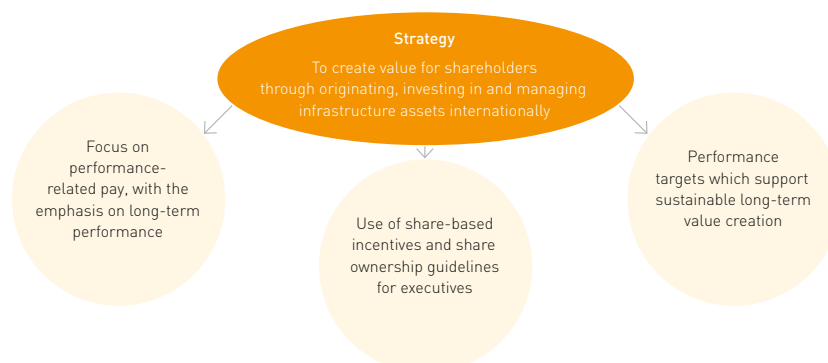 Strategy
To create value for shareholders
through originating, investing in and managing
infrastructure assets internationally
Focus on
performance-
related pay, with the
emphasis on long-term
performance
Use of share-based
incentives and share
ownership guidelines
for executives
Performance
targets which support
sustainable long-term
value creation